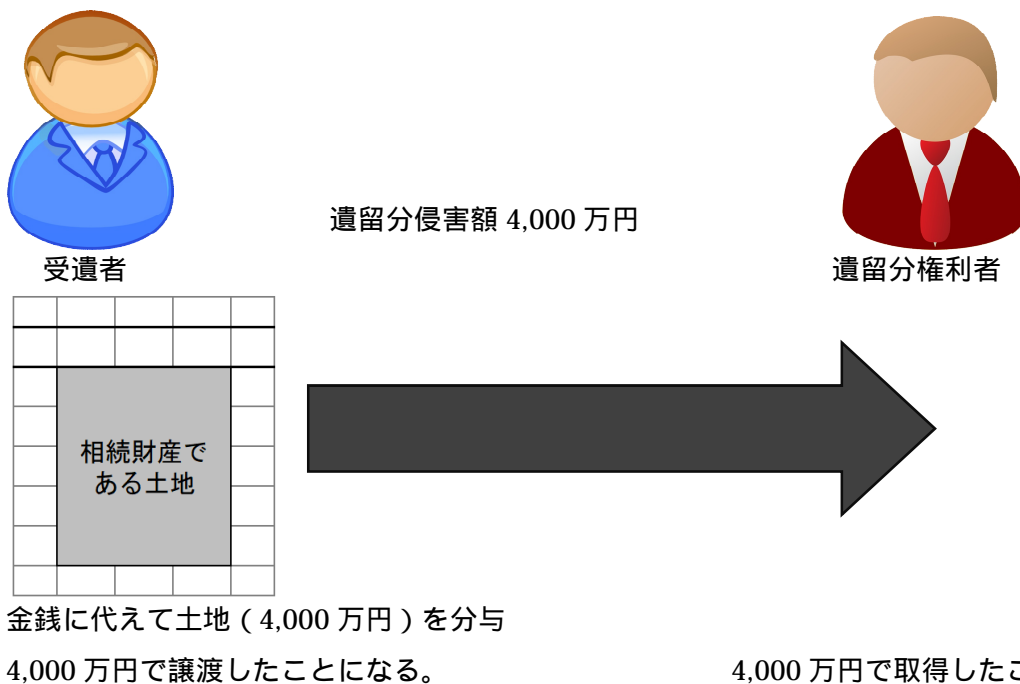 遺留分侵害額 4,000 万円
受遺者
遺留分権利者
相続財産で
ある土地
金銭に代えて土地（4,000 万円）を分与
4,000 万円で譲渡したことになる。
4,000 万円で取得したこ